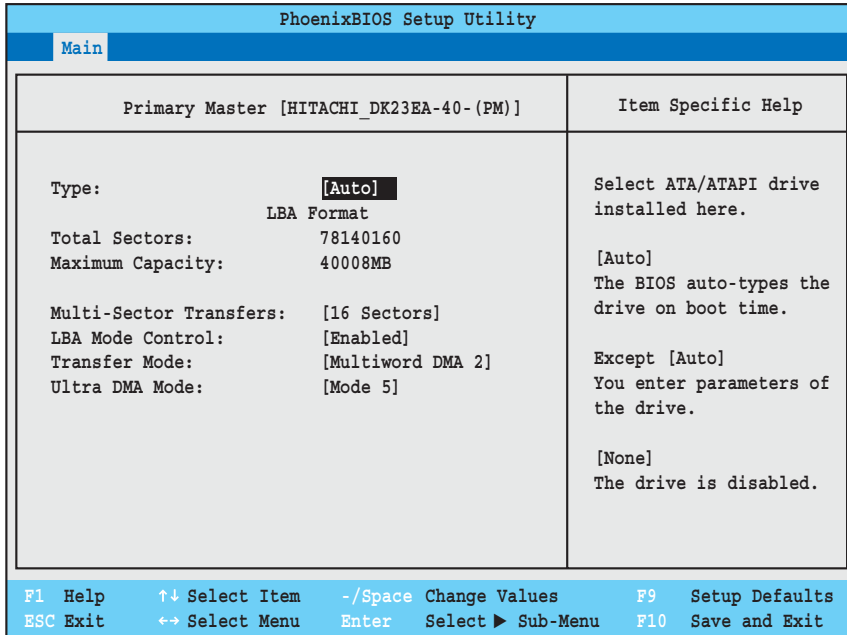 PhoenixBIOS Setup Utility
Main
Primary Master [HITACHI_DK23EA-40-(PM)]
Type: [Auto]
LBA Format
Total Sectors: 78140160
Maximum Capacity: 40008MB
Multi-Sector Transfers: [16 Sectors]
LBA Mode Control: [Enabled]
Transfer Mode: [Multiword DMA 2]
Ultra DMA Mode: [Mode 5]
Item Specific Help
Select ATA/ATAPI drive
installed here.
[Auto]
The BIOS auto-types the
drive on boot time.
Except [Auto]
You enter parameters of
the drive.
[None]
The drive is disabled.
F1 Help ↑↓ Select Item -/Space Change Values F9 Setup Defaults
ESC Exit ←→ Select Menu Enter Select ▶ Sub-Menu F10 Save and Exit